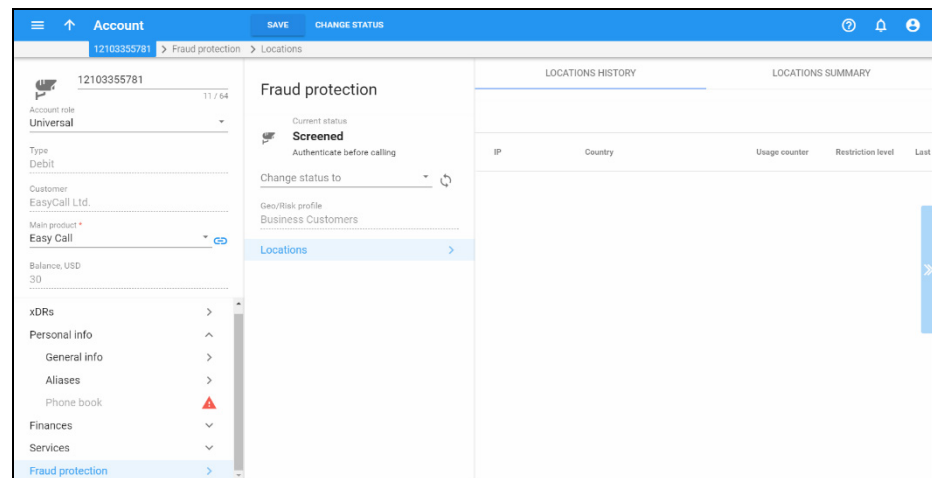 Account
SAVE
CHANGE STATUS
12103355781 > Fraud protection > Locations
12103355781
11 / 64
Account role
Universal
Type
Debit
Customer
EasyCall Ltd.
Main product *
Easy Call
Balance, USD
30
xDRs
Personal info
General info
Aliases
Phone book
Finances
Services
Fraud protection
Fraud protection
Current status
Screened
Authenticate before calling
Change status to
Geo/Risk profile
Business Customers
Locations
LOCATIONS HISTORY
LOCATIONS SUMMARY
IP Country Usage counter Restriction level Last